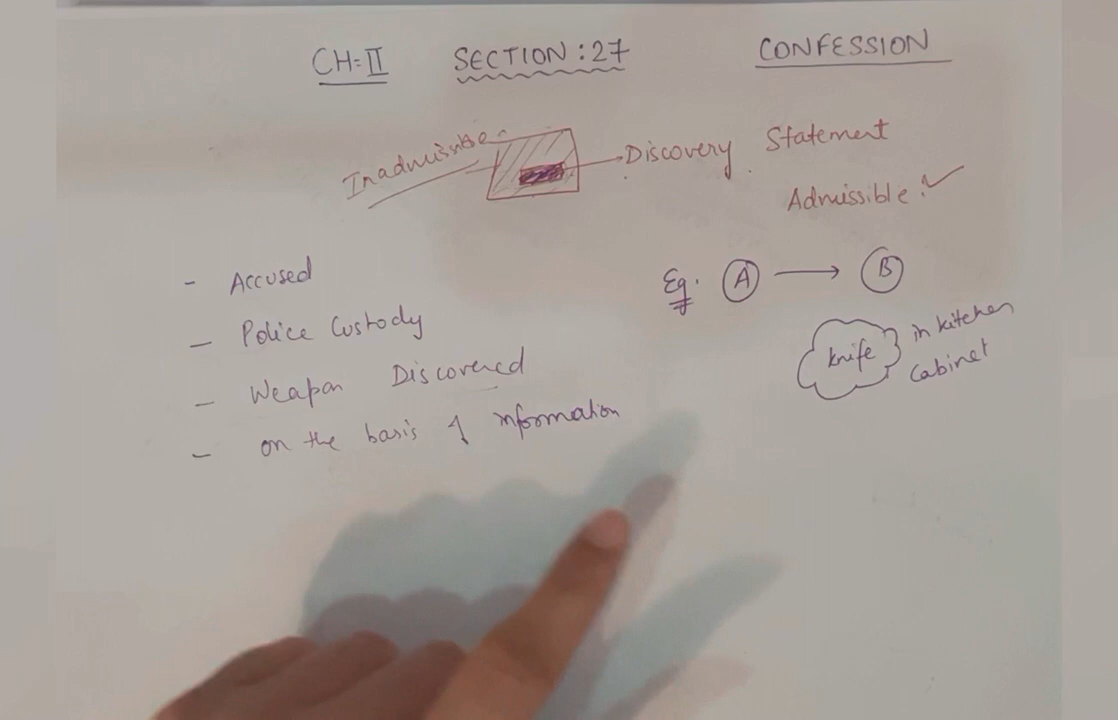 CH=II SECTION : 27 CONFESSION
Inadmissible
Discovery Statement
Admissible. ✓
- Accused
- Police Custody
- Weapon Discovered
- on the basis of information
Eg. A → B
knife
in kitchen
cabinet